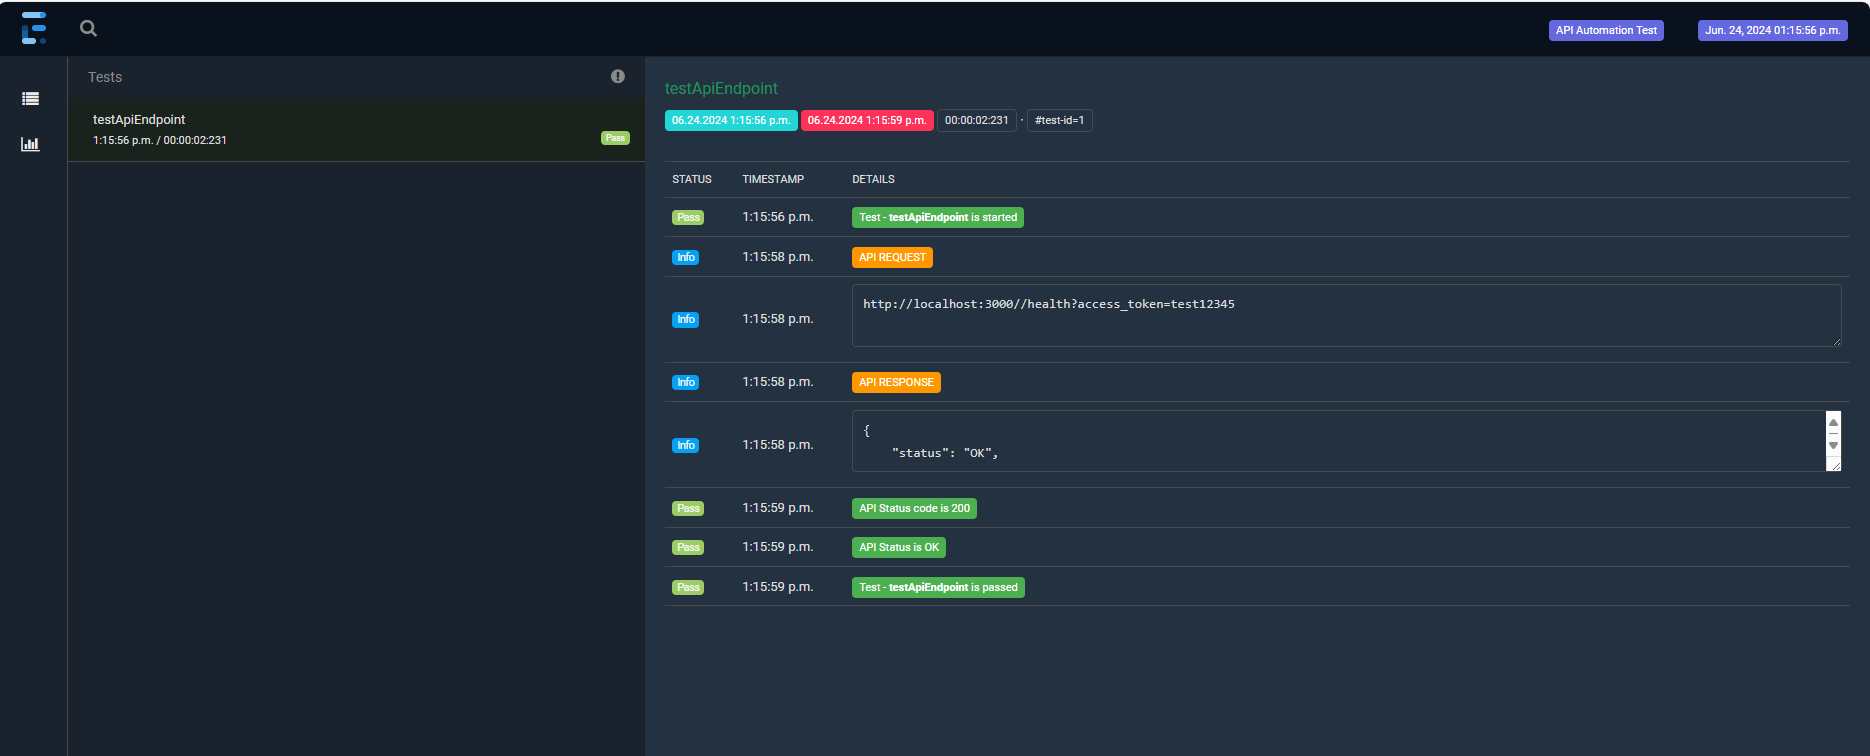 API Automation Test
Jun. 24, 2024 01:15:56 p.m.
Tests
testApiEndpoint
1:15:56 p.m. / 00:00:02:231
Pass
testApiEndpoint
06.24.2024 1:15:56 p.m. 06.24.2024 1:15:59 p.m. 00:00:02:231 · #test-id=1
STATUS TIMESTAMP DETAILS
Pass 1:15:56 p.m. Test - testApiEndpoint is started
Info 1:15:58 p.m. API REQUEST
Info 1:15:58 p.m. http://localhost:3000//health?access_token=test12345
Info 1:15:58 p.m. API RESPONSE
Info 1:15:58 p.m. {
"status": "OK",
Pass 1:15:59 p.m. API Status code is 200
Pass 1:15:59 p.m. API Status is OK
Pass 1:15:59 p.m. Test - testApiEndpoint is passed